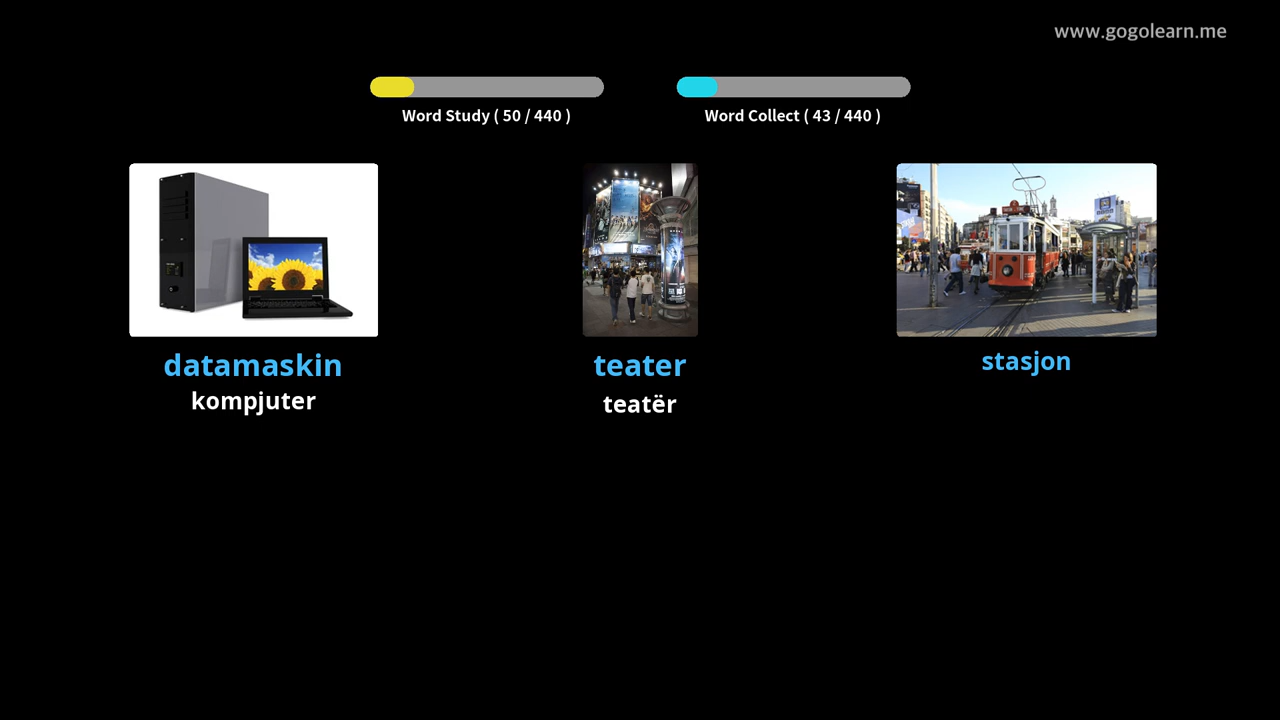 www.gogolearn.me
Word Study ( 50 / 440 )
Word Collect ( 43 / 440 )
datamaskin
kompjuter
teater
teatër
stasjon